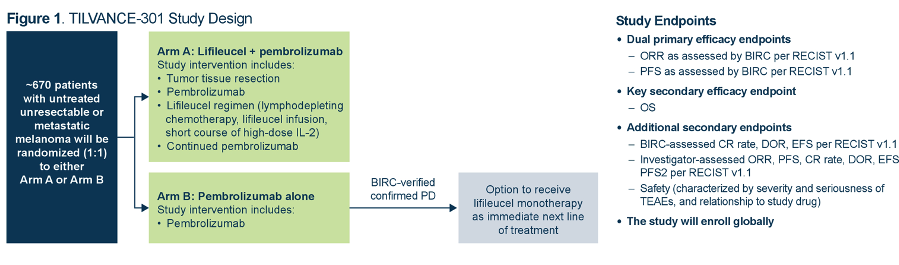 Figure 1. TILVANCE-301 Study Design
~670 patients
with untreated
unresectable or
metastatic
melanoma will be
randomized (1:1)
to either
Arm A or Arm B
Arm A: Lifileucel + pembrolizumab
Study intervention includes:
• Tumor tissue resection
• Pembrolizumab
• Lifileucel regimen (lymphodepleting
chemotherapy, lifileucel infusion,
short course of high-dose IL-2)
• Continued pembrolizumab
Arm B: Pembrolizumab alone
Study intervention includes:
• Pembrolizumab
BIRC-verified
confirmed PD
Option to receive
lifileucel monotherapy
as immediate next line
of treatment
Study Endpoints
• Dual primary efficacy endpoints
– ORR as assessed by BIRC per RECIST v1.1
– PFS as assessed by BIRC per RECIST v1.1
• Key secondary efficacy endpoint
– OS
• Additional secondary endpoints
– BIRC-assessed CR rate, DOR, EFS per RECIST v1.1
– Investigator-assessed ORR, PFS, CR rate, DOR, EFS
PFS2 per RECIST v1.1
– Safety (characterized by severity and seriousness of
TEAEs, and relationship to study drug)
• The study will enroll globally